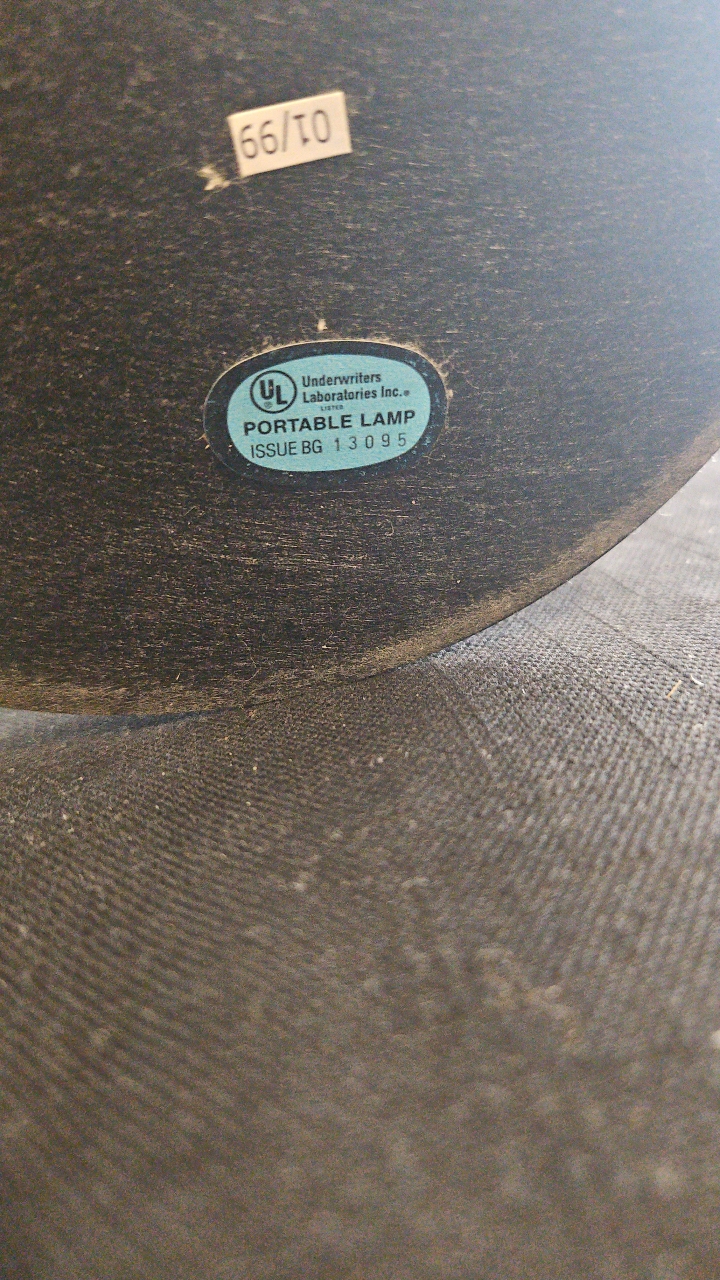 01/99
UL
Underwriters
Laboratories Inc.®
LISTED
PORTABLE LAMP
ISSUE BG 13095